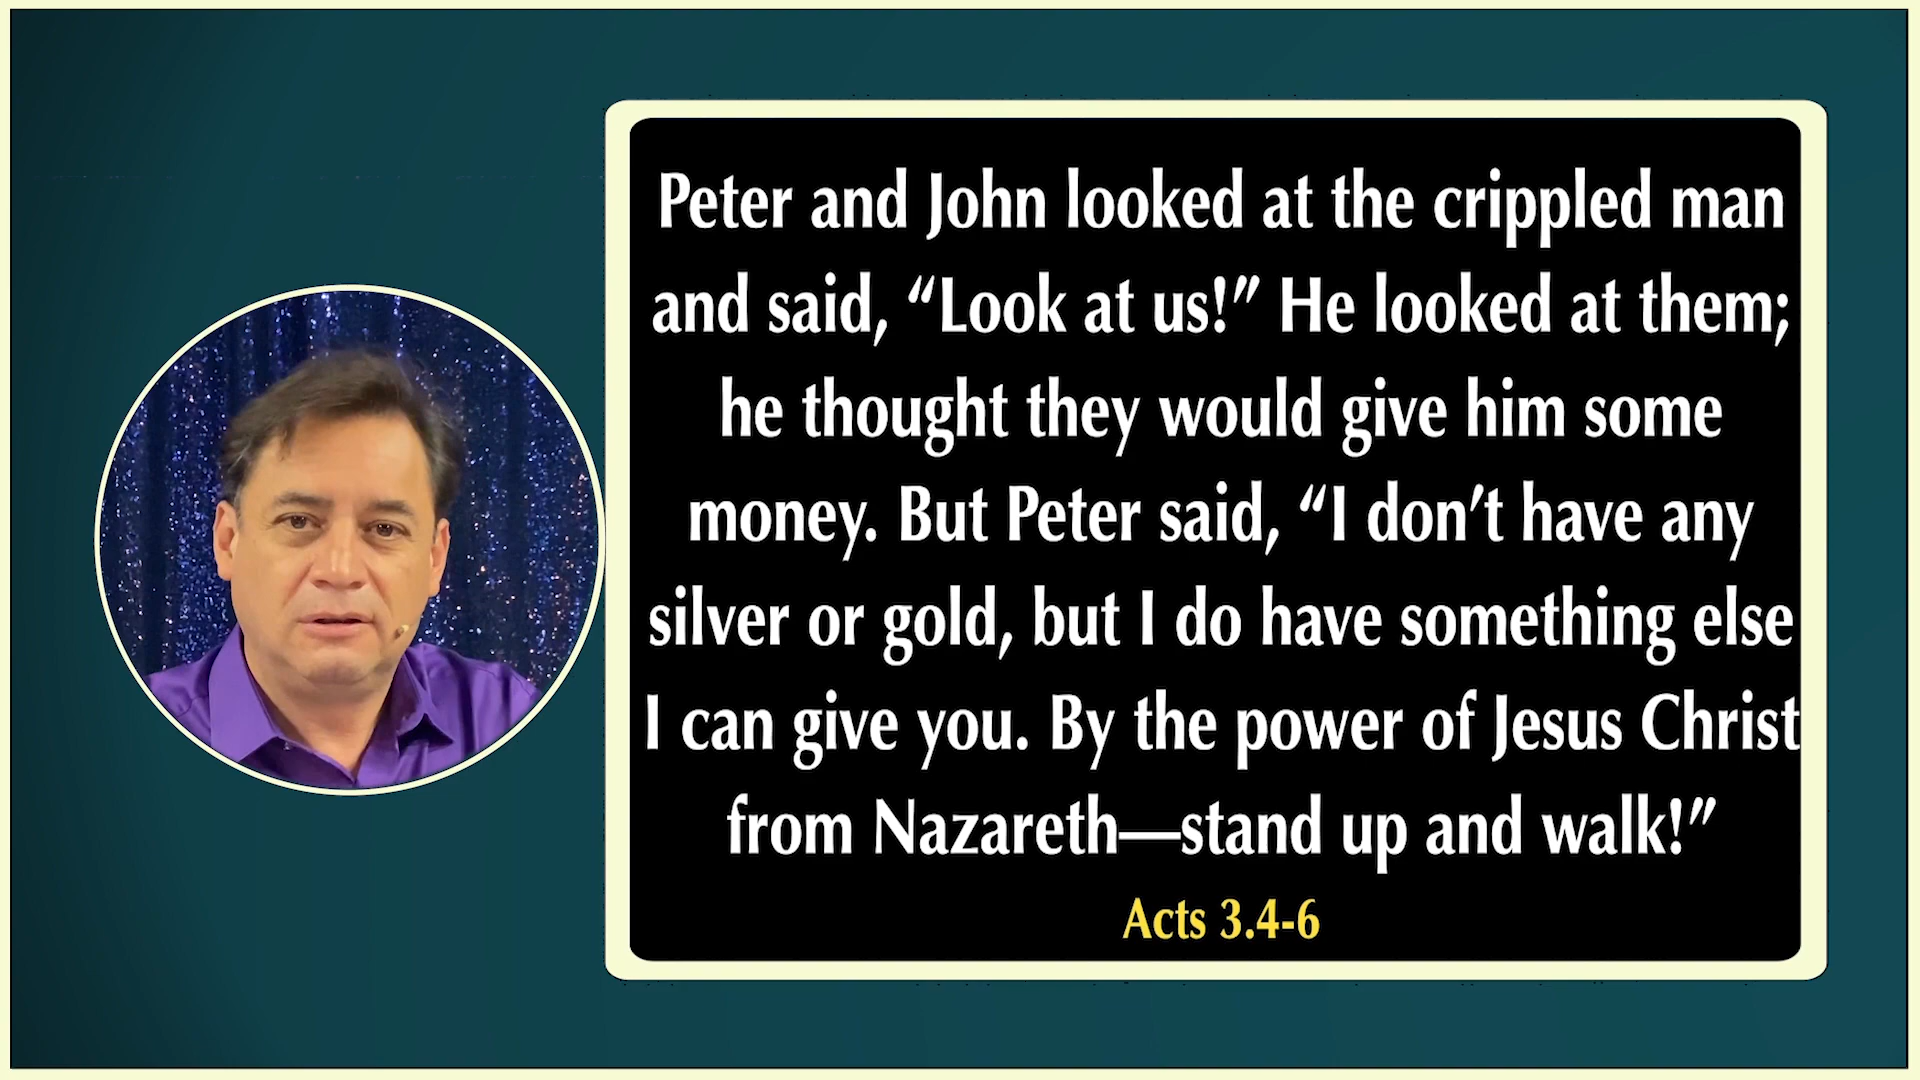 Peter and John looked at the crippled man
and said, “Look at us!” He looked at them;
he thought they would give him some
money. But Peter said, “I don’t have any
silver or gold, but I do have something else
I can give you. By the power of Jesus Christ
from Nazareth—stand up and walk!”
Acts 3.4-6